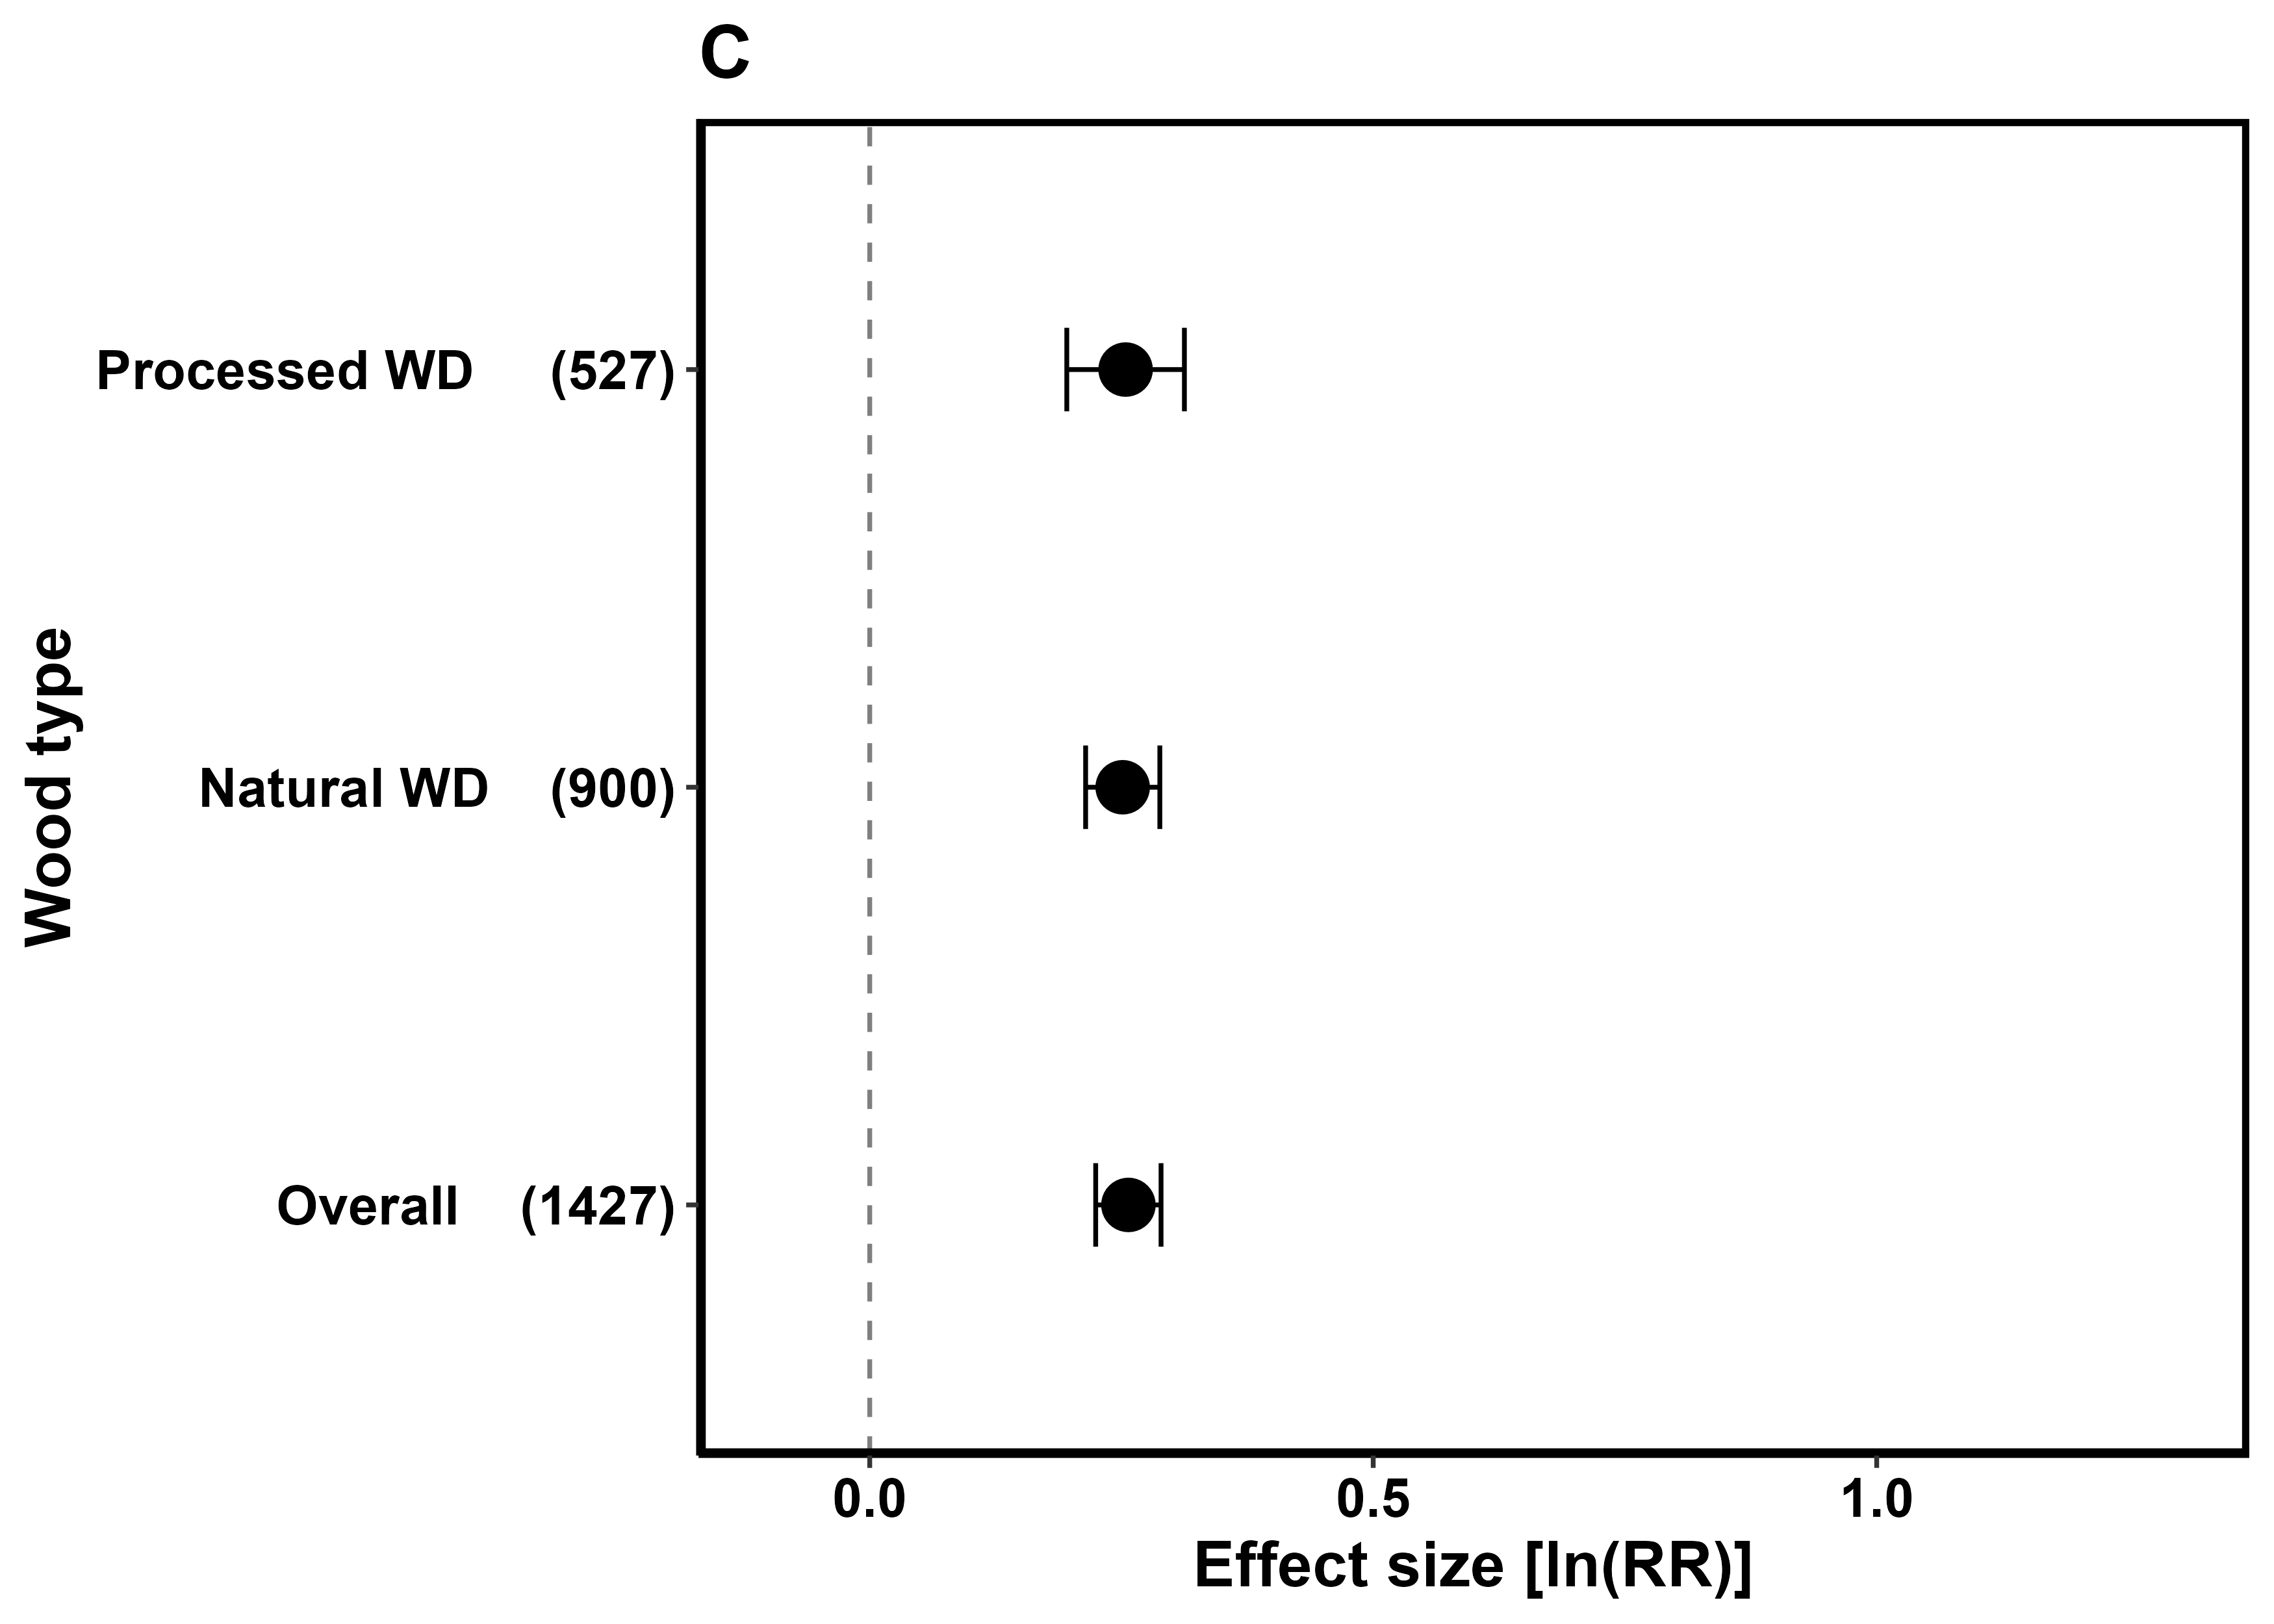 C
Processed WD (527)
Natural WD (900)
Overall (1427)
Wood type
0.0 0.5 1.0
Effect size [ln(RR)]